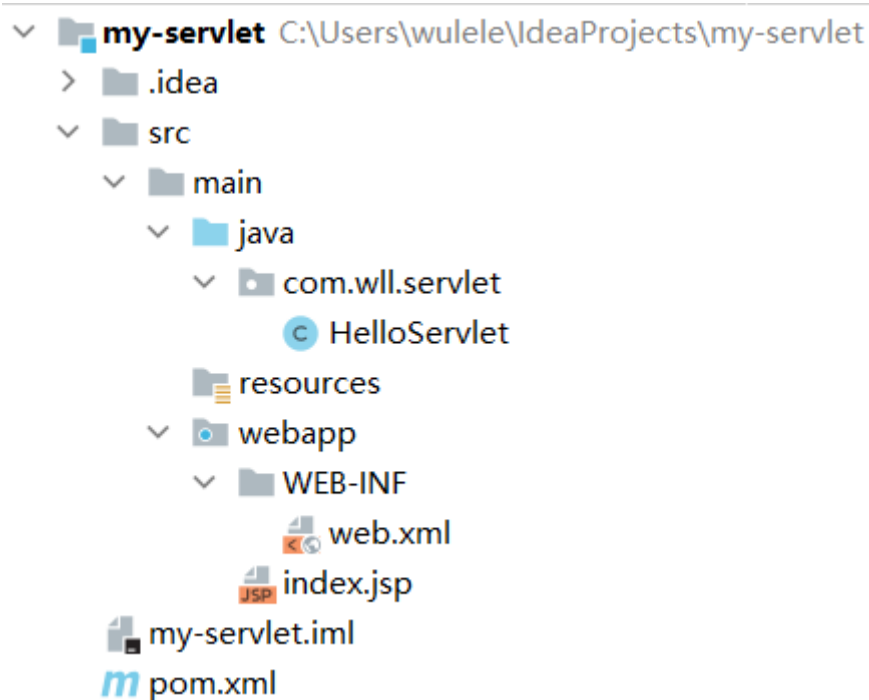 my-servlet C:\Users\wulele\IdeaProjects\my-servlet
.idea
src
main
java
com.wll.servlet
C HelloServlet
resources
webapp
WEB-INF
web.xml
JSP index.jsp
my-servlet.iml
m pom.xml